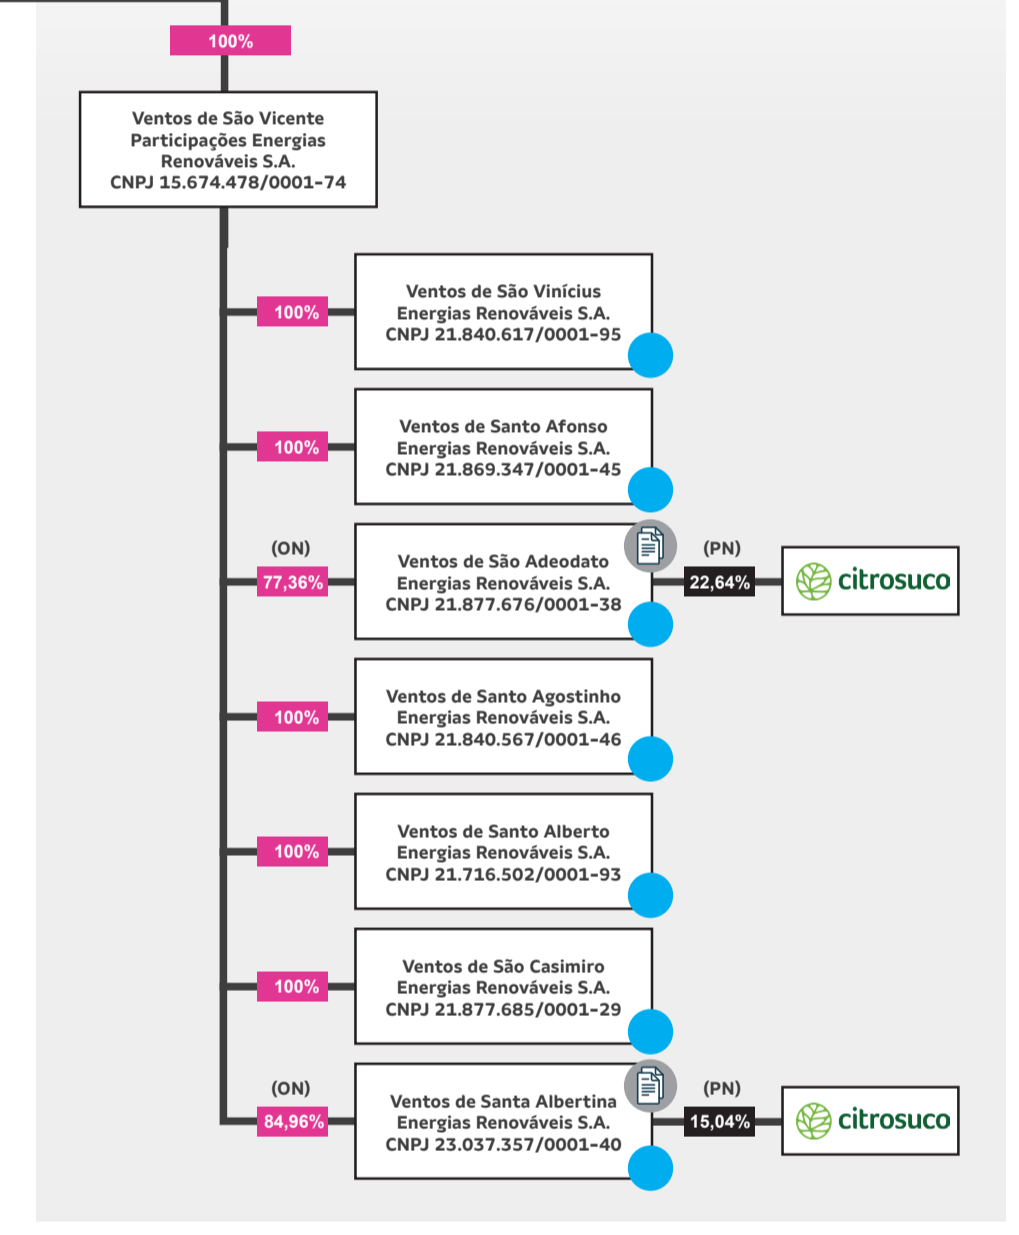 100%
Ventos de São Vicente
Participações Energias
Renováveis S.A.
CNPJ 15.674.478/0001-74
100%
Ventos de São Vinícius
Energias Renováveis S.A.
CNPJ 21.840.617/0001-95
100%
Ventos de Santo Afonso
Energias Renováveis S.A.
CNPJ 21.869.347/0001-45
(ON)
77,36%
Ventos de São Adeodato
Energias Renováveis S.A.
CNPJ 21.877.676/0001-38
(PN)
22,64%
citrosuco
100%
Ventos de Santo Agostinho
Energias Renováveis S.A.
CNPJ 21.840.567/0001-46
100%
Ventos de Santo Alberto
Energias Renováveis S.A.
CNPJ 21.716.502/0001-93
100%
Ventos de São Casimiro
Energias Renováveis S.A.
CNPJ 21.877.685/0001-29
(ON)
84,96%
Ventos de Santa Albertina
Energias Renováveis S.A.
CNPJ 23.037.357/0001-40
(PN)
15,04%
citrosuco